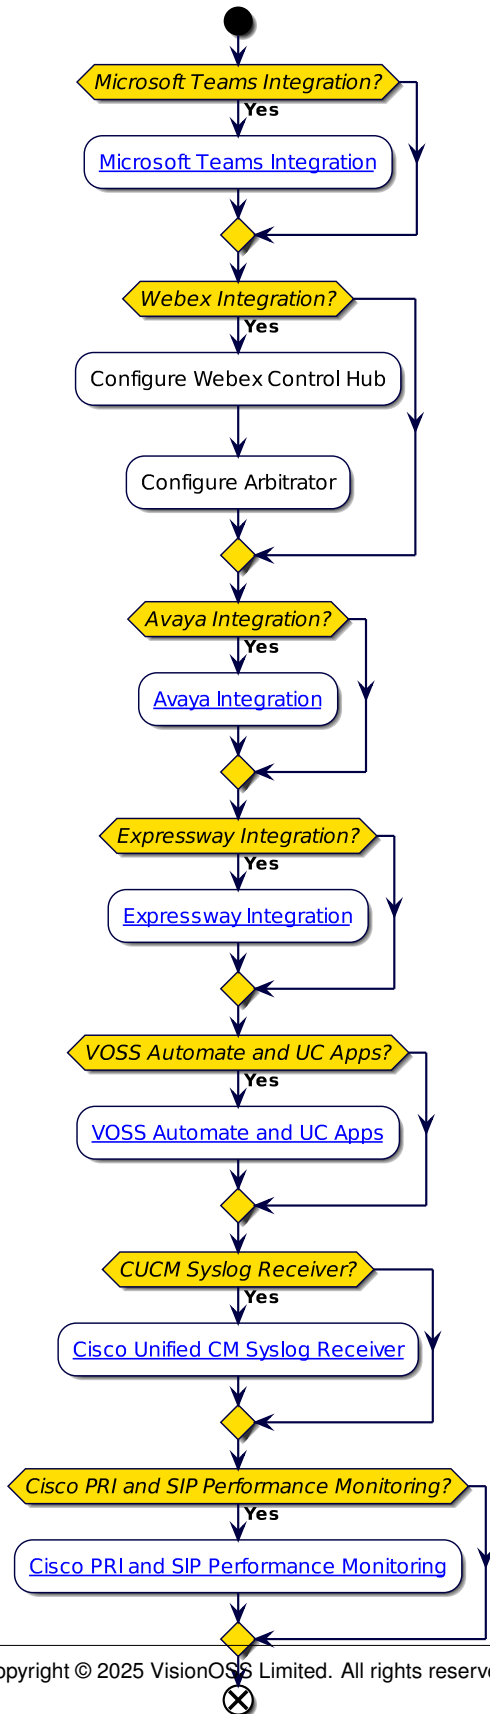 Microsoft Teams Integration?
Yes
Microsoft Teams Integration
Webex Integration?
Yes
Configure Webex Control Hub
Configure Arbitrator
Avaya Integration?
Yes
Avaya Integration
Expressway Integration?
Yes
Expressway Integration
VOSS Automate and UC Apps?
Yes
VOSS Automate and UC Apps
CUCM Syslog Receiver?
Yes
Cisco Unified CM Syslog Receiver
Cisco PRI and SIP Performance Monitoring?
Yes
Cisco PRI and SIP Performance Monitoring
opyright © 2025 VisionOSS Limited. All rights reserve